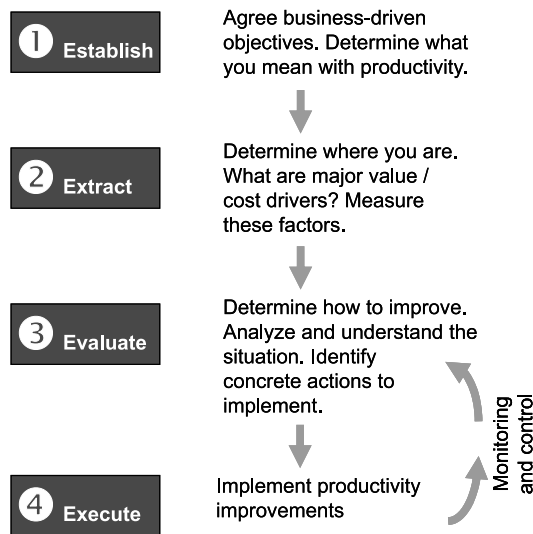 1 Establish
Agree business-driven
objectives. Determine what
you mean with productivity.
2 Extract
Determine where you are.
What are major value /
cost drivers? Measure
these factors.
3 Evaluate
Determine how to improve.
Analyze and understand the
situation. Identify
concrete actions to
implement.
Monitoring
and control
4 Execute
Implement productivity
improvements